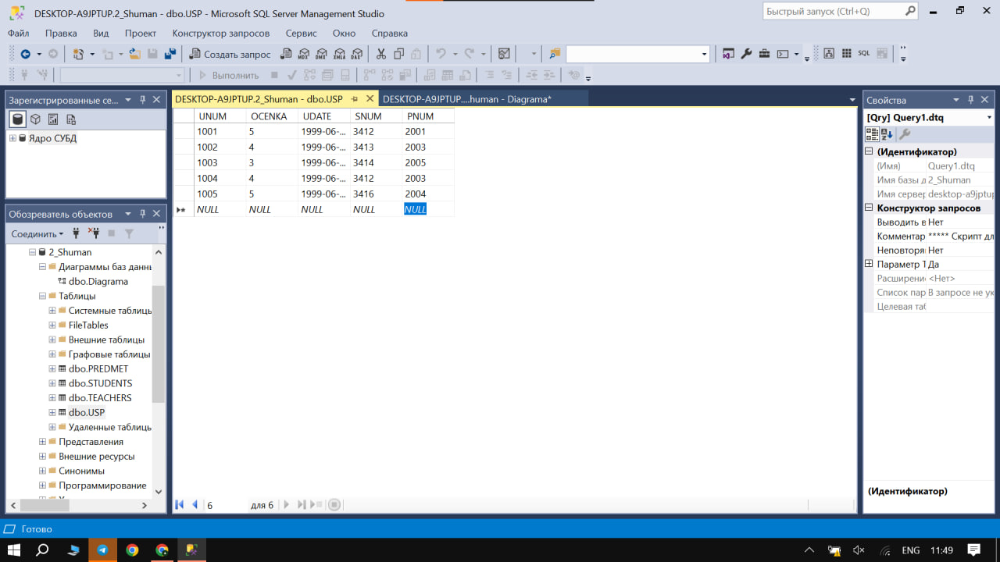 DESKTOP-A9JPTUP.2_Shuman - dbo.USP - Microsoft SQL Server Management Studio
Быстрый запуск (Ctrl+Q)
Файл Правка Вид Проект Конструктор запросов Сервис Окно Справка
Создать запрос MDX DMX XMLA DAX SQL
Выполнить
Зарегистрированные се...
Ядро СУБД
Обозреватель объектов
Соединить
2_Shuman
Диаграммы баз данн
dbo.Diagrama
Таблицы
Системные таблицы
FileTables
Внешние таблицы
Графовые таблицы
dbo.PREDMET
dbo.STUDENTS
dbo.TEACHERS
dbo.USP
Удаленные таблицы
Представления
Внешние ресурсы
Синонимы
Программирование
DESKTOP-A9JPTUP.2_Shuman - dbo.USP DESKTOP-A9JPTUP....human - Diagrama*
UNUM OCENKA UDATE SNUM PNUM
1001 5 1999-06-... 3412 2001
1002 4 1999-06-... 3413 2003
1003 3 1999-06-... 3414 2005
1004 4 1999-06-... 3412 2003
1005 5 1999-06-... 3416 2004
NULL NULL NULL NULL NULL
6 для 6
Свойства
[Qry] Query1.dtq
(Идентификатор)
(Имя) Query1.dtq
Имя базы д 2_Shuman
Имя сервер desktop-a9jptup
Конструктор запросов
Выводить в Нет
Комментар ***** Скрипт дл
Неповторя Нет
Параметр Т Да
Расширени <Нет>
Список пар В запросе не ук
Целевая таб
(Идентификатор)
Готово
ENG 11:49